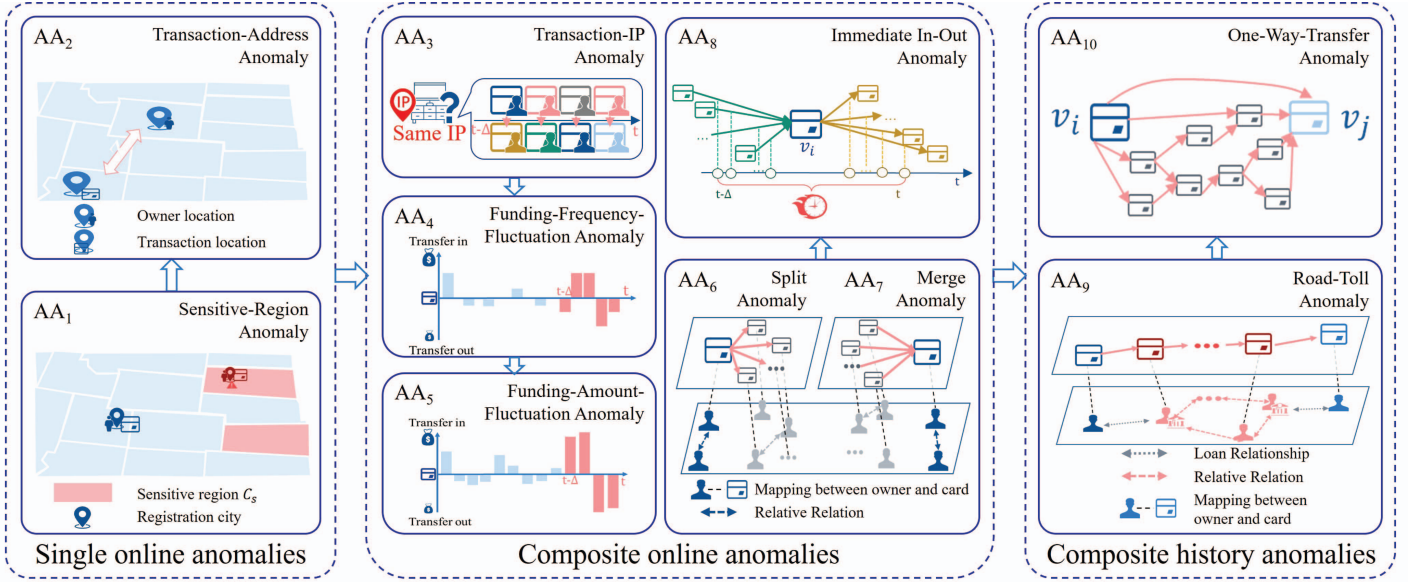 AA2
Transaction-Address
Anomaly
Owner location
Transaction location
AA1
Sensitive-Region
Anomaly
Sensitive region Cs
Registration city
Single online anomalies
AA3
Transaction-IP
Anomaly
IP
?
Same IP
t-Δ
t
AA4
Funding-Frequency-
Fluctuation Anomaly
Transfer in
$
t-Δ
t
Transfer out
AA5
Funding-Amount-
Fluctuation Anomaly
Transfer in
$
t-Δ
t
Transfer out
AA8
Immediate In-Out
Anomaly
...
...
vi
...
...
t-Δ
t
t
AA6
Split
Anomaly
AA7
Merge
Anomaly
...
...
...
...
Mapping between owner and card
Relative Relation
Composite online anomalies
AA10
One-Way-Transfer
Anomaly
vi
vj
AA9
Road-Toll
Anomaly
...
...
Loan Relationship
Relative Relation
Mapping between
owner and card
Composite history anomalies